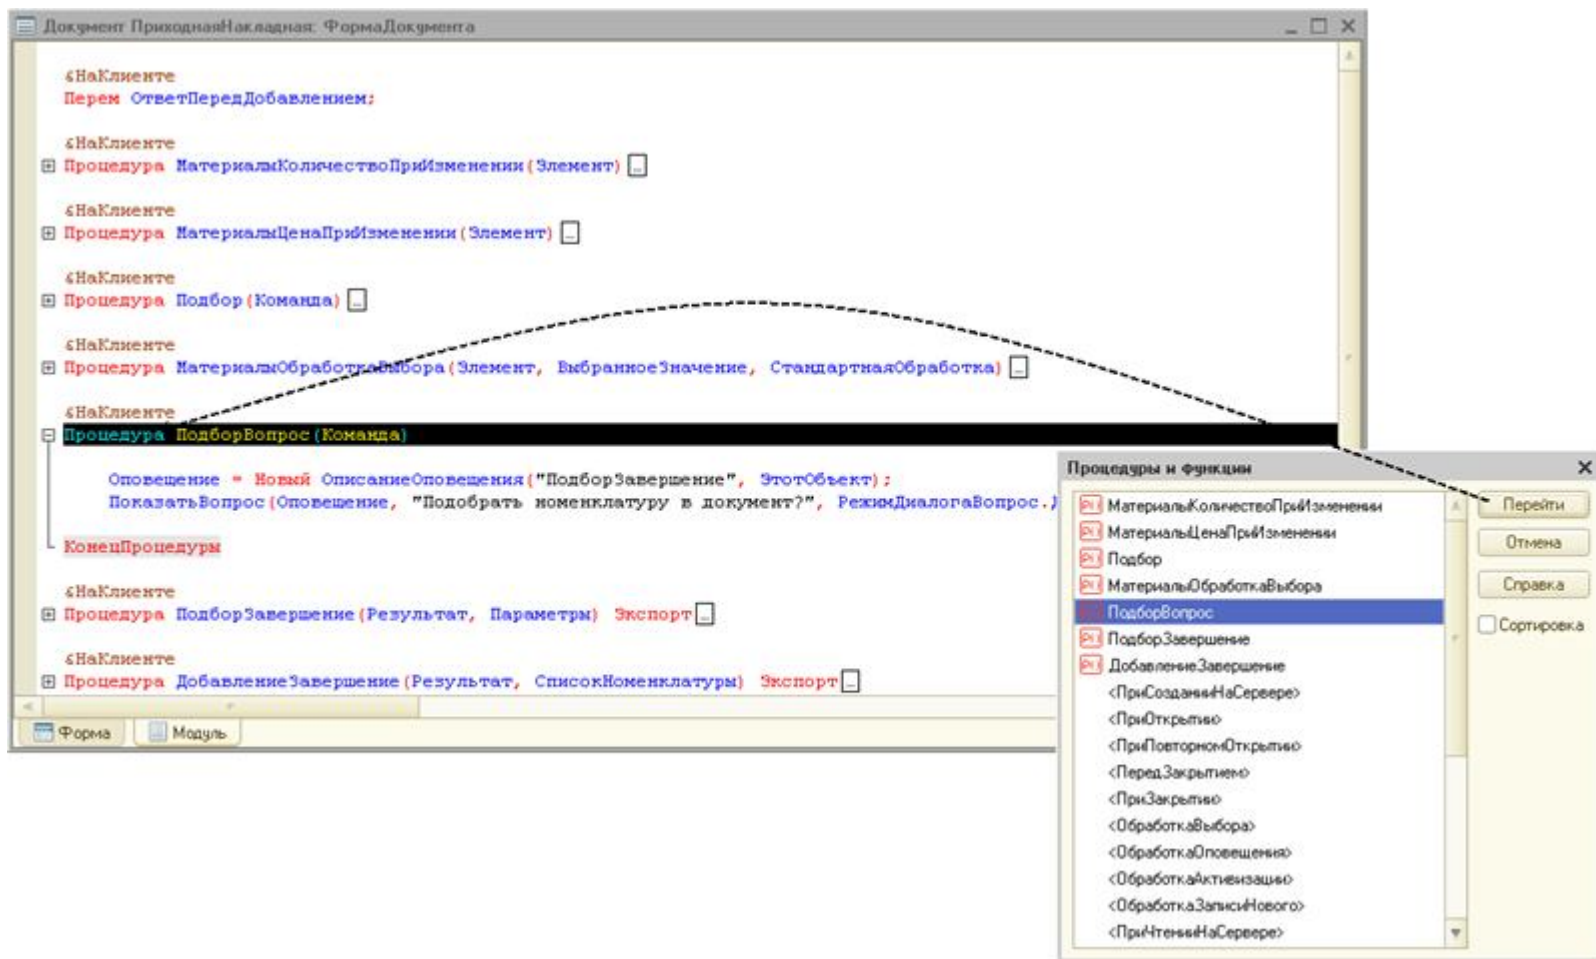 Документ ПриходнаяНакладная: ФормаДокумента
&НаКлиенте
Перем ОтветПередДобавлением;
&НаКлиенте
Процедура МатериалыКоличествоПриИзменении(Элемент)...
&НаКлиенте
Процедура МатериалыЦенаПриИзменении(Элемент)...
&НаКлиенте
Процедура Подбор(Команда)...
&НаКлиенте
Процедура МатериалыОбработкаВыбора(Элемент, ВыбранноеЗначение, СтандартнаяОбработка)...
&НаКлиенте
Процедура ПодборВопрос(Команда)
Оповещение = Новый ОписаниеОповещения("ПодборЗавершение", ЭтотОбъект);
ПоказатьВопрос(Оповещение, "Подобрать номенклатуру в документ?", РежимДиалогаВопрос.
КонецПроцедуры
&НаКлиенте
Процедура ПодборЗавершение(Результат, Параметры) Экспорт...
&НаКлиенте
Процедура ДобавлениеЗавершение(Результат, СписокНоменклатуры) Экспорт...
Форма
Модуль
Процедуры и функции
МатериалыКоличествоПриИзменении
МатериалыЦенаПриИзменении
Подбор
МатериалыОбработкаВыбора
ПодборВопрос
ПодборЗавершение
ДобавлениеЗавершение
<ПриСозданииНаСервере>
<ПриОткрытии>
<ПриПовторномОткрытии>
<ПередЗакрытием>
<ПриЗакрытии>
<ОбработкаВыбора>
<ОбработкаОповещения>
<ОбработкаАктивизации>
<ОбработкаЗаписиНового>
<ПриЧтенииНаСервере>
Перейти
Отмена
Справка
Сортировка